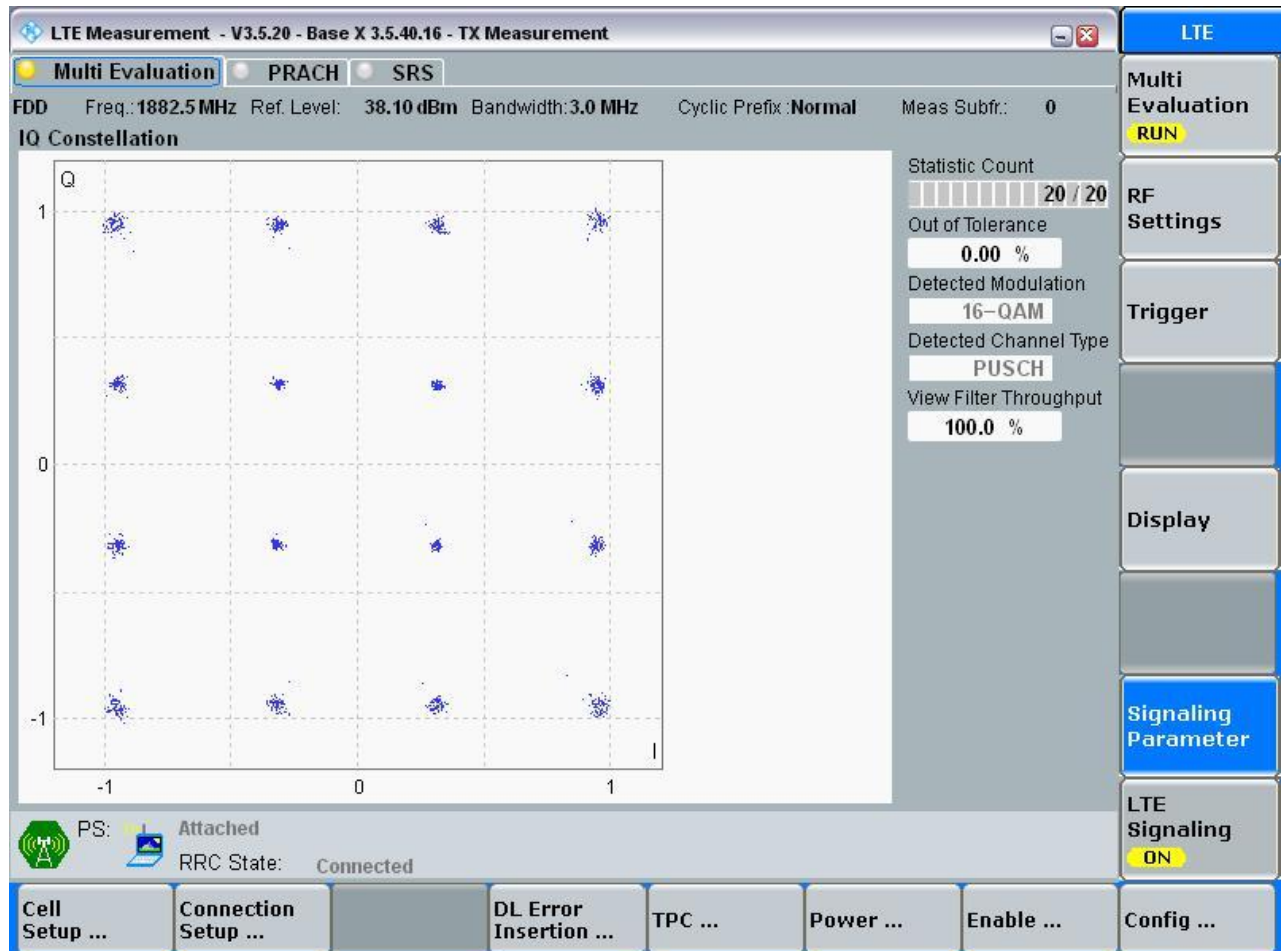 LTE Measurement - V3.5.20 - Base X 3.5.40.16 - TX Measurement
LTE
Multi Evaluation PRACH SRS
FDD Freq.:1882.5 MHz Ref. Level: 38.10 dBm Bandwidth:3.0 MHz Cyclic Prefix :Normal Meas Subfr.: 0
IQ Constellation
Q
1
0
-1
-1 0 1
I
Statistic Count
20 / 20
Out of Tolerance
0.00 %
Detected Modulation
16-QAM
Detected Channel Type
PUSCH
View Filter Throughput
100.0 %
Multi
Evaluation
RUN
RF
Settings
Trigger
Display
Signaling
Parameter
LTE
Signaling
ON
PS: Attached
RRC State: Connected
Cell
Setup ...
Connection
Setup ...
DL Error
Insertion ...
TPC ...
Power ...
Enable ...
Config ...